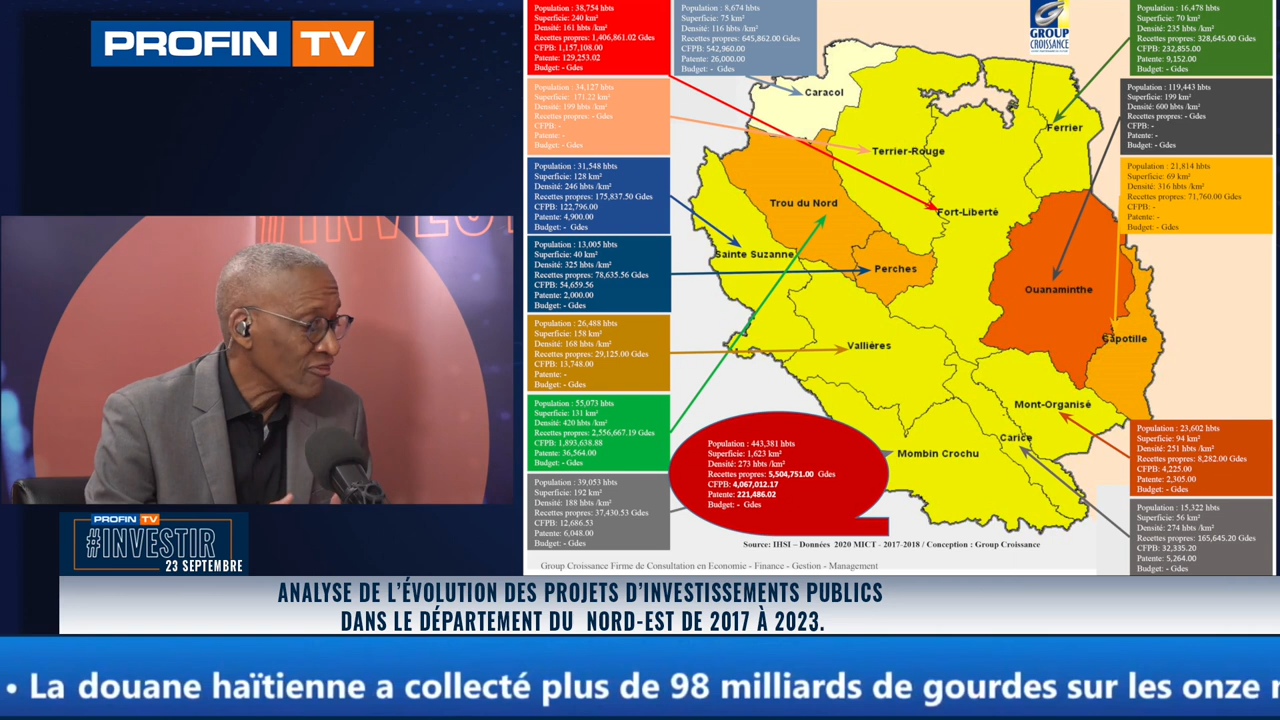 PROFIN TV
Population : 38,754 hbts
Superficie: 240 km²
Densité: 161 hbts /km²
Recettes propres: 1,406,861.02 Gdes
CFPB: 1,157,108.00
Patente: 129,253.02
Budget: - Gdes
Population : 8,674 hbts
Superficie: 75 km²
Densité: 116 hbts /km²
Recettes propres: 645,862.00 Gdes
CFPB: 542,960.00
Patente: 26,000.00
Budget: - Gdes
GROUP
CROISSANCE
Population : 16,478 hbts
Superficie: 70 km²
Densité: 235 hbts /km²
Recettes propres: 328,645.00 Gdes
CFPB: 232,855.00
Patente: 9,152.00
Budget: - Gdes
Population : 34,127 hbts
Superficie: 171.22 km²
Densité: 199 hbts /km²
Recettes propres: - Gdes
CFPB: -
Patente: -
Budget: - Gdes
Population : 119,443 hbts
Superficie: 199 km²
Densité: 600 hbts /km²
Recettes propres: - Gdes
CFPB: -
Patente: -
Budget: - Gdes
Population : 31,548 hbts
Superficie: 128 km²
Densité: 246 hbts /km²
Recettes propres: 175,837.50 Gdes
CFPB: 122,796.00
Patente: 4,900.00
Budget: - Gdes
Population : 21,814 hbts
Superficie: 69 km²
Densité: 316 hbts /km²
Recettes propres: 71,760.00 Gdes
CFPB: -
Patente: -
Budget: - Gdes
Population : 13,005 hbts
Superficie: 40 km²
Densité: 325 hbts /km²
Recettes propres: 78,635.56 Gdes
CFPB: 54,659.56
Patente: 2,000.00
Budget: - Gdes
Population : 26,488 hbts
Superficie: 158 km²
Densité: 168 hbts /km²
Recettes propres: 29,125.00 Gdes
CFPB: 13,748.00
Patente: -
Budget: - Gdes
Population : 55,073 hbts
Superficie: 131 km²
Densité: 420 hbts /km²
Recettes propres: 2,556,667.19 Gdes
CFPB: 1,893,638.88
Patente: 36,564.00
Budget: - Gdes
Population : 39,053 hbts
Superficie: 192 km²
Densité: 188 hbts /km²
Recettes propres: 37,430.53 Gdes
CFPB: 12,686.53
Patente: 6,048.00
Budget: - Gdes
Caracol
Ferrier
Terrier-Rouge
Trou du Nord
Fort-Liberté
Sainte Suzanne
Perches
Ouanaminthe
Capotille
Vallières
Mont-Organisé
Carice
Mombin Crochu
Population : 443,381 hbts
Superficie: 1,623 km²
Densité: 273 hbts /km²
Recettes propres: 5,504,751.00 Gdes
CFPB: 4,067,012.17
Patente: 221,486.02
Budget: - Gdes
Population : 23,602 hbts
Superficie: 94 km²
Densité: 251 hbts /km²
Recettes propres: 8,282.00 Gdes
CFPB: 4,225.00
Patente: 2,305.00
Budget: - Gdes
Population : 15,322 hbts
Superficie: 56 km²
Densité: 274 hbts /km²
Recettes propres: 165,645.20 Gdes
CFPB: 32,335.20
Patente: 5,264.00
Budget: - Gdes
Source: IHSI – Données 2020 MICT - 2017-2018 / Conception : Group Croissance
Group Croissance Firme de Consultation en Economie - Finance - Gestion - Management
PROFIN TV
#INVESTIR
23 SEPTEMBRE
ANALYSE DE L'ÉVOLUTION DES PROJETS D'INVESTISSEMENTS PUBLICS
DANS LE DÉPARTEMENT DU NORD-EST DE 2017 À 2023.
• La douane haïtienne a collecté plus de 98 milliards de gourdes sur les onze